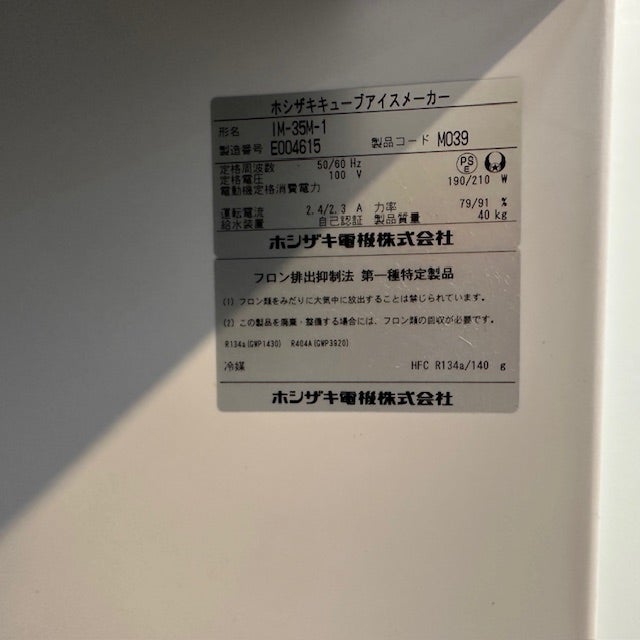 ホシザキキューブアイスメーカー
形名 IM-35M-1
製造番号 E004615 製品コード M039
定格周波数 50/60 Hz
定格電圧 100 V
電動機定格消費電力 190/210 W
PSE
運転電流 2.4/2.3 A 力率 79/91 %
給水装置 自己認証 製品質量 40 kg
ホシザキ電機株式会社
フロン排出抑制法 第一種特定製品
(1) フロン類をみだりに大気中に放出することは禁じられています。
(2) この製品を廃棄・整備する場合には、フロン類の回収が必要です。
R134a(GWP1430) R404A(GWP3920)
冷媒 HFC R134a/140 g
ホシザキ電機株式会社